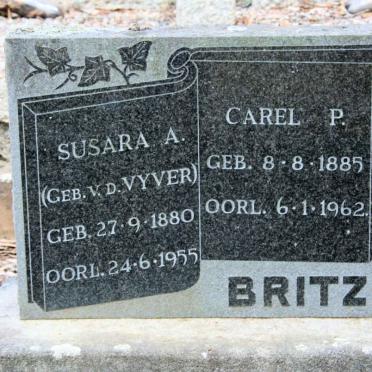 SUSARA A.
(GEB. V.D. VYVER)
GEB. 27·9·1880
OORL. 24·6·1955
CAREL P.
GEB. 8·8·1885
OORL. 6·1·1962.
BRITZ